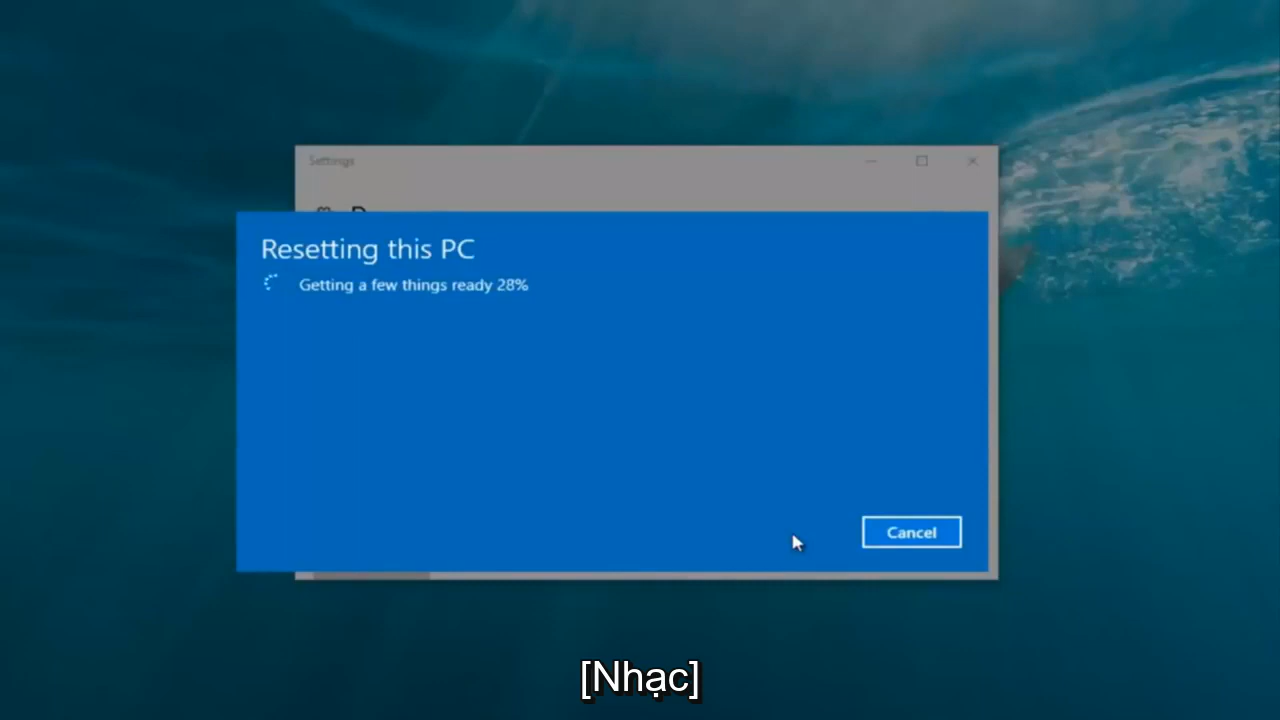 Settings
Resetting this PC
Getting a few things ready 28%
Cancel
[Nhạc]